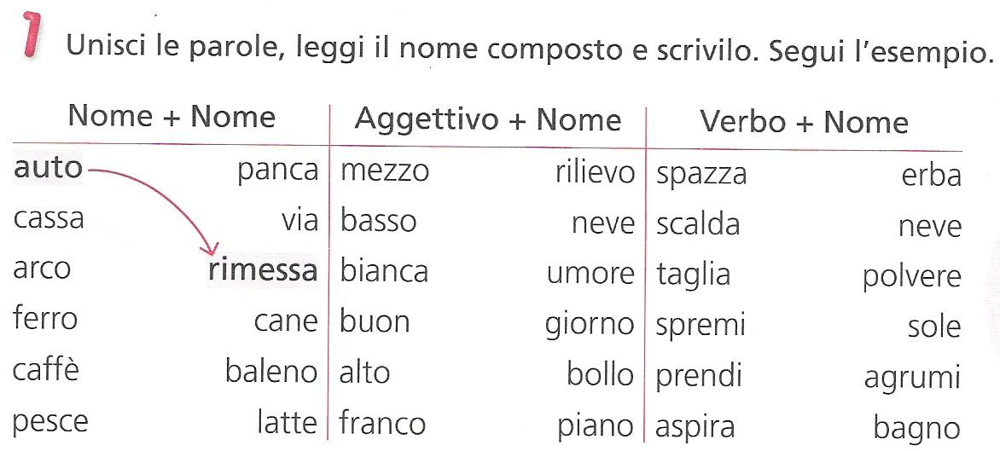 1 Unisci le parole, leggi il nome composto e scrivilo. Segui l'esempio.
Nome + Nome Aggettivo + Nome Verbo + Nome
auto panca mezzo rilievo spazza erba
cassa via basso neve scalda neve
arco rimessa bianca umore taglia polvere
ferro cane buon giorno spremi sole
caffè baleno alto bollo prendi agrumi
pesce latte franco piano aspira bagno